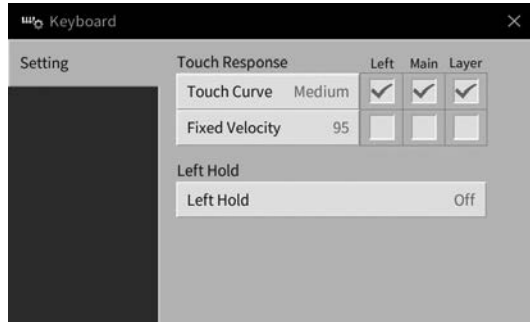 Keyboard
Setting
Touch Response Left Main Layer
Touch Curve Medium
Fixed Velocity 95
Left Hold
Left Hold Off